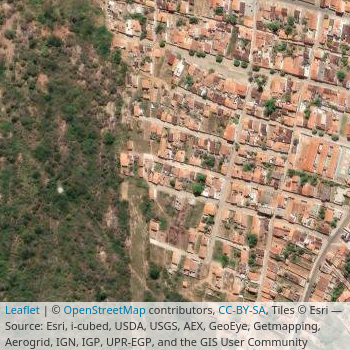 Leaflet | © OpenStreetMap contributors, CC-BY-SA, Tiles © Esri —
Source: Esri, i-cubed, USDA, USGS, AEX, GeoEye, Getmapping,
Aerogrid, IGN, IGP, UPR-EGP, and the GIS User Community